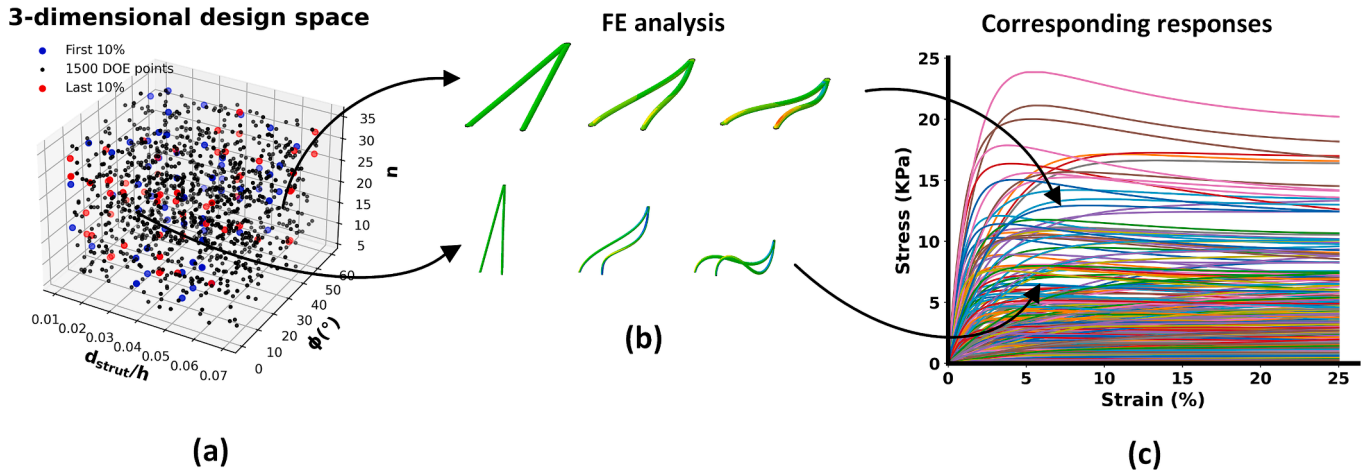 3-dimensional design space
First 10%
1500 DOE points
Last 10%
35
30
25
20
15
10
5
n
0.01
0.02
0.03
0.04
0.05
0.06
0.07
d_strut/h
0
10
20
30
40
50
60
ϕ(°)
(a)
FE analysis
(b)
Corresponding responses
25
20
15
10
5
0
Stress (KPa)
0
5
10
15
20
25
Strain (%)
(c)